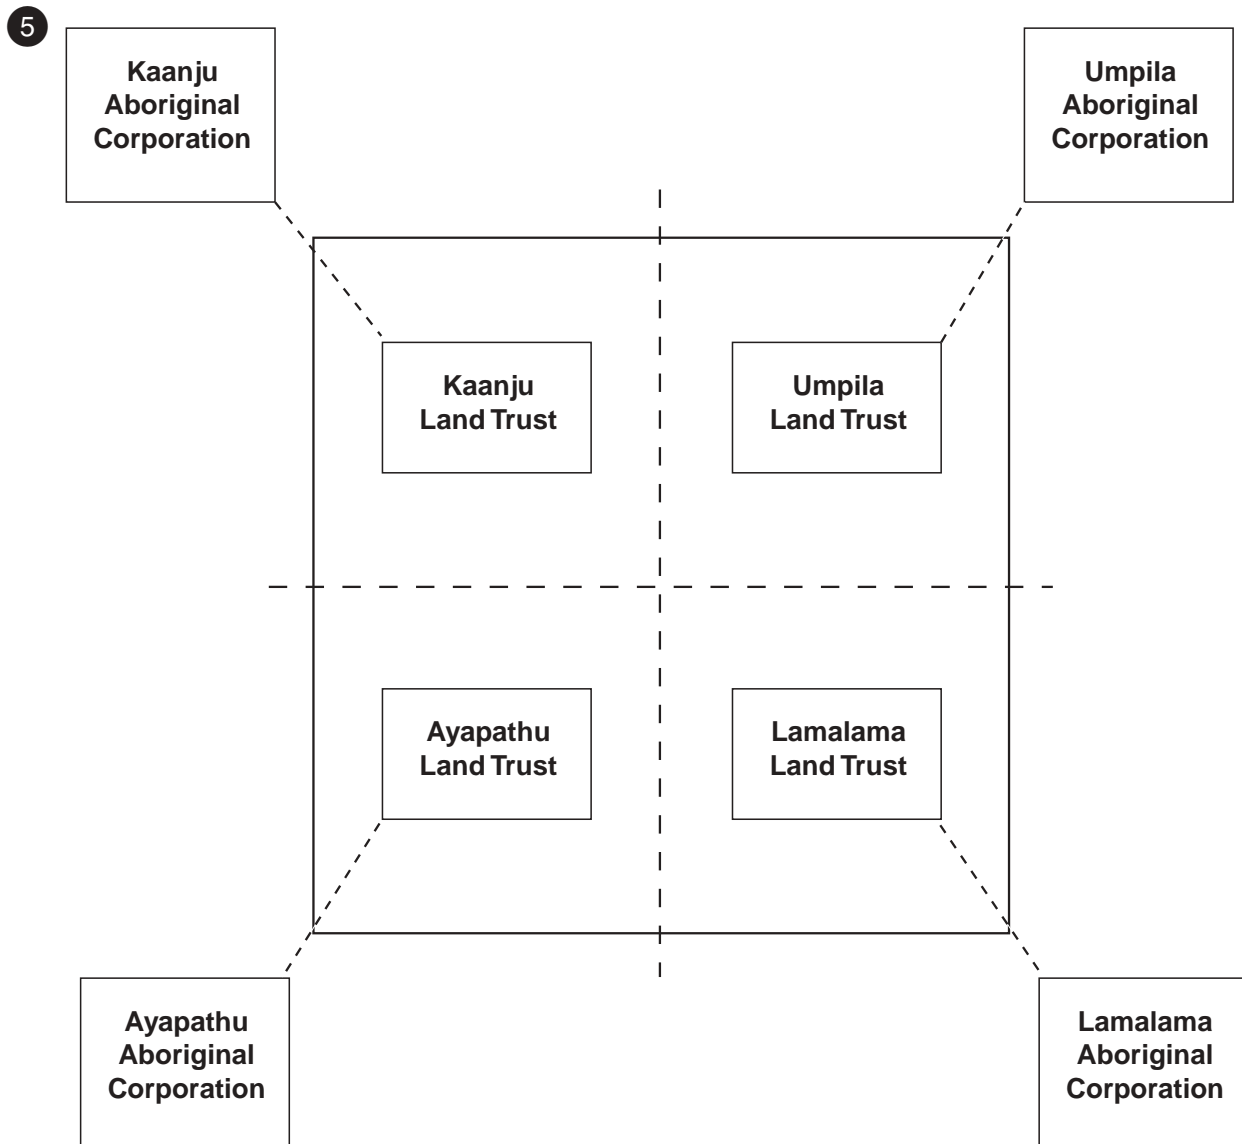 5
Kaanju
Aboriginal
Corporation
Umpila
Aboriginal
Corporation
Kaanju
Land Trust
Umpila
Land Trust
Ayapathu
Land Trust
Lamalama
Land Trust
Ayapathu
Aboriginal
Corporation
Lamalama
Aboriginal
Corporation